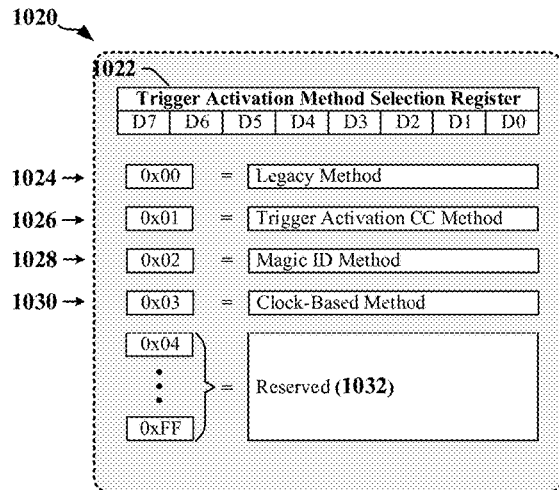 1020
1022
Trigger Activation Method Selection Register
D7 D6 D5 D4 D3 D2 D1 D0
1024 → 0x00 = Legacy Method
1026 → 0x01 = Trigger Activation CC Method
1028 → 0x02 = Magic ID Method
1030 → 0x03 = Clock-Based Method
0x04
= Reserved (1032)
0xFF